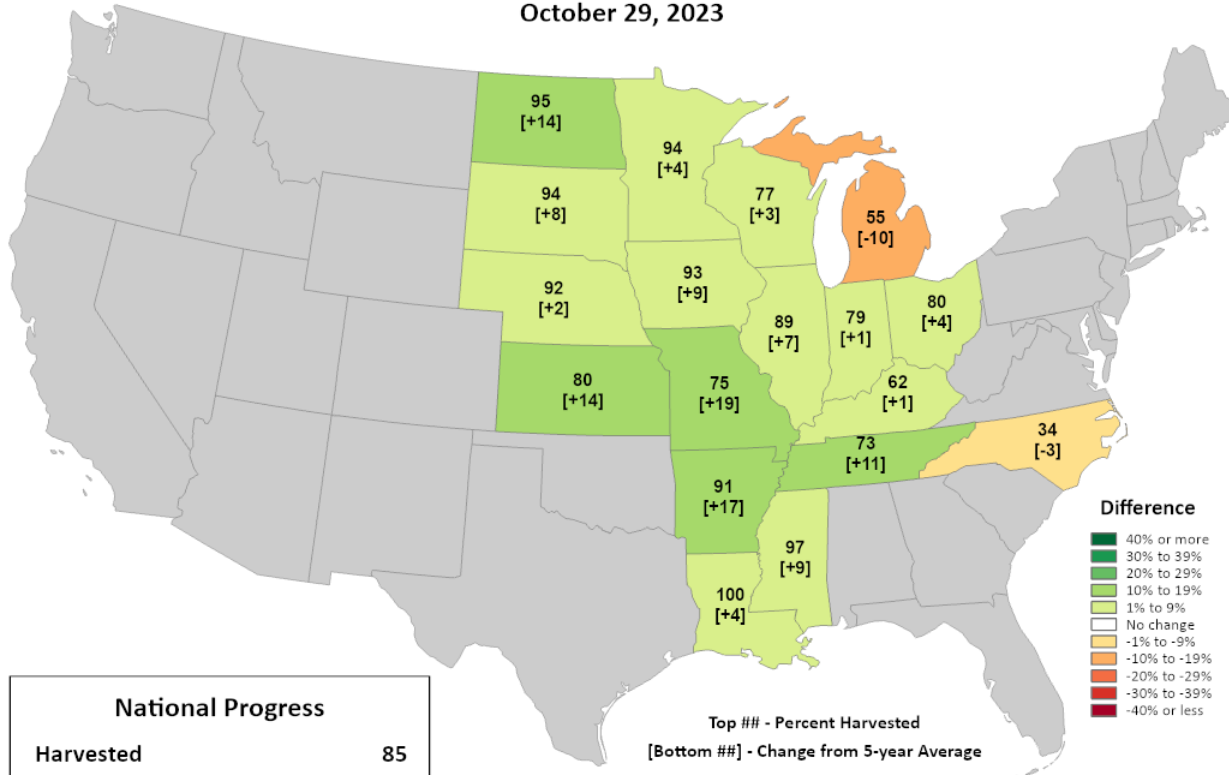 October 29, 2023
95
[+14]
94
[+4]
77
[+3]
94
[+8]
55
[-10]
93
[+9]
92
[+2]
80
[+4]
79
[+1]
89
[+7]
80
[+14]
75
[+19]
62
[+1]
73
[+11]
34
[-3]
91
[+17]
97
[+9]
100
[+4]
Difference
40% or more
30% to 39%
20% to 29%
10% to 19%
1% to 9%
No change
-1% to -9%
-10% to -19%
-20% to -29%
-30% to -39%
-40% or less
National Progress
Harvested 85
Top ## - Percent Harvested
[Bottom ##] - Change from 5-year Average